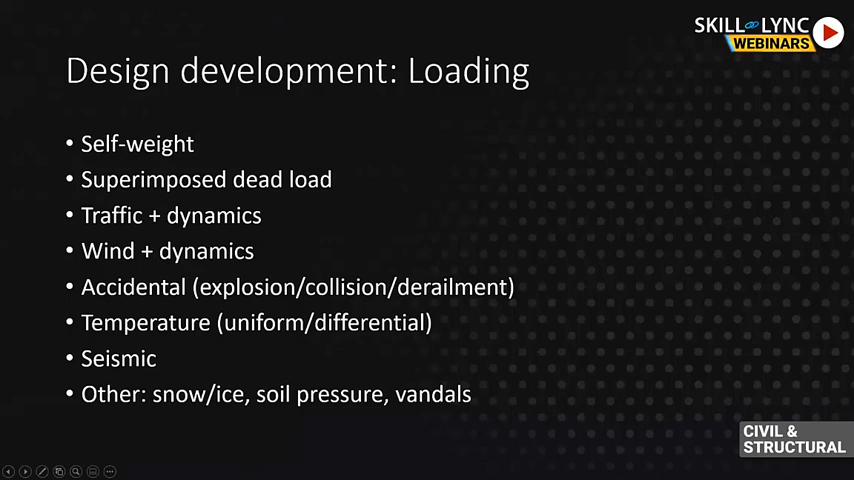 SKILL LYNC
WEBINARS
Design development: Loading
• Self-weight
• Superimposed dead load
• Traffic + dynamics
• Wind + dynamics
• Accidental (explosion/collision/derailment)
• Temperature (uniform/differential)
• Seismic
• Other: snow/ice, soil pressure, vandals
CIVIL &
STRUCTURAL